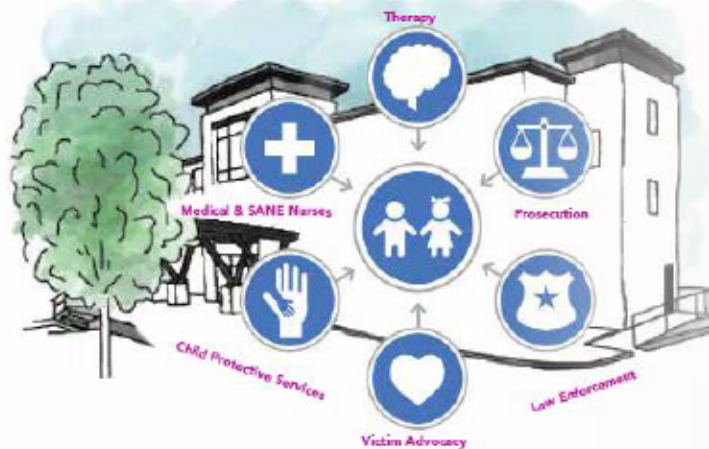 Therapy
Medical & SANE Nurses
Prosecution
Child Protective Services
Law Enforcement
Victim Advocacy